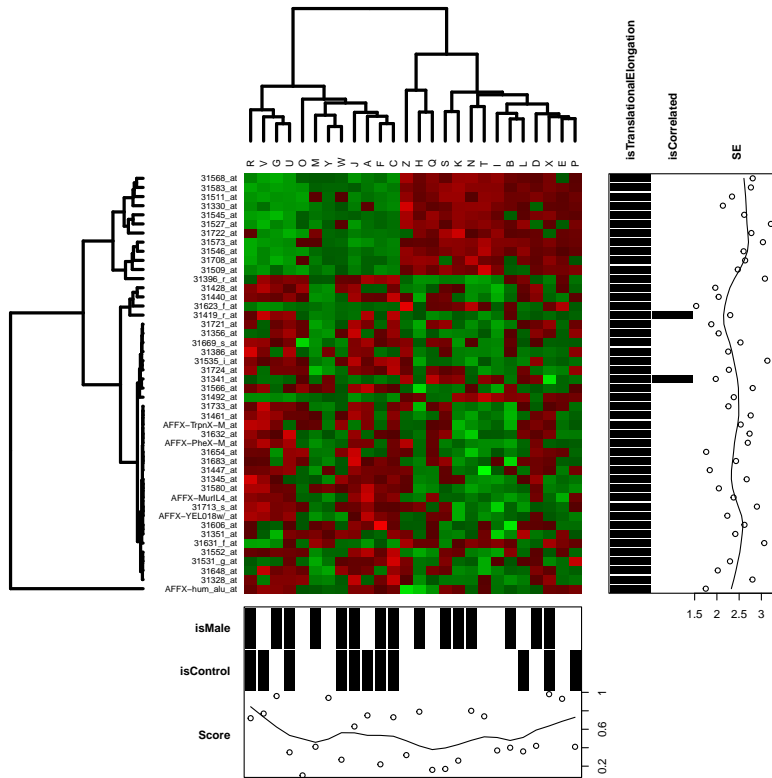 isTranslationalElongation
isCorrelated
SE
R V G U O M Y W J A F C Z H Q S K N T I B L D X E P
31568_at
31583_at
31511_at
31330_at
31545_at
31527_at
31722_at
31573_at
31546_at
31708_at
31509_at
31396_r_at
31428_at
31440_at
31623_f_at
31419_r_at
31721_at
31356_at
31669_s_at
31386_at
31535_i_at
31724_at
31341_at
31566_at
31492_at
31733_at
31461_at
AFFX−TrpnX−M_at
31632_at
AFFX−PheX−M_at
31654_at
31683_at
31447_at
31345_at
31580_at
AFFX−MurIL4_at
31713_s_at
AFFX−YEL018w/_at
31606_at
31351_at
31631_f_at
31552_at
31531_g_at
31648_at
31328_at
AFFX−hum_alu_at
1.5 2 2.5 3
isMale
isControl
Score
1
0.6
0.2